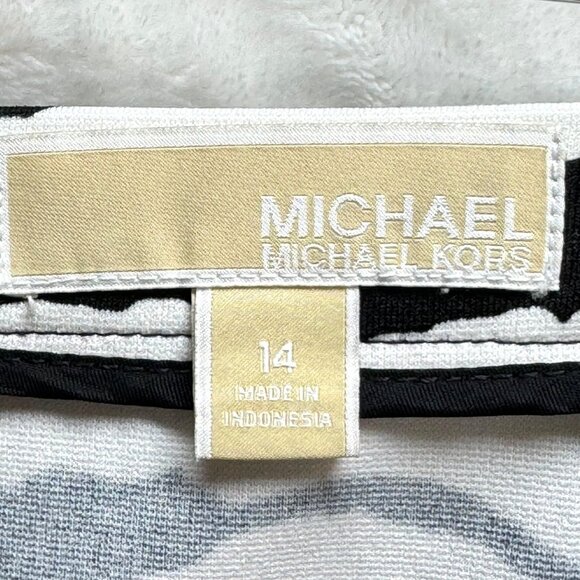 MICHAEL
MICHAEL KORS
14
MADE IN
INDONESIA